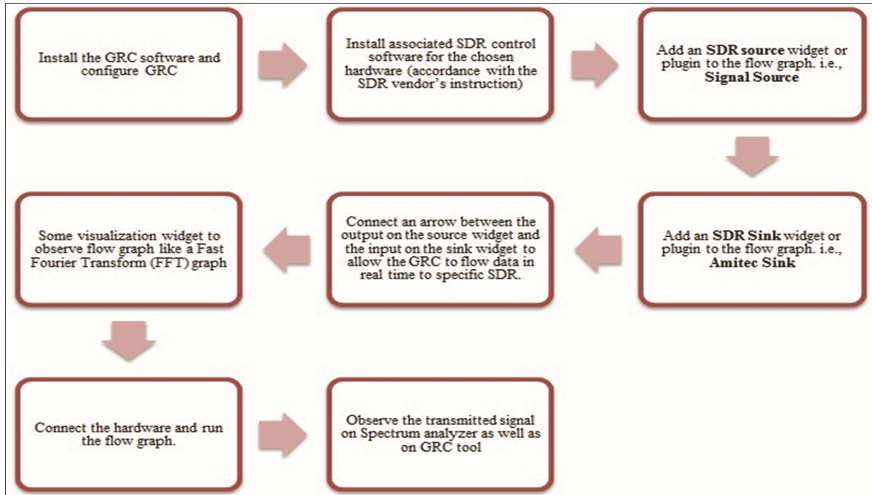 Install the GRC software and
configure GRC
Install associated SDR control
software for the chosen
hardware (accordance with the
SDR vendor's instruction)
Add an SDR source widget or
plugin to the flow graph. i.e.,
Signal Source
Add an SDR Sink widget or
plugin to the flow graph. i.e.,
Amitec Sink
Connect an arrow between the
output on the source widget and
the input on the sink widget to
allow the GRC to flow data in
real time to specific SDR.
Some visualization widget to
observe flow graph like a Fast
Fourier Transform (FFT) graph
Connect the hardware and run
the flow graph.
Observe the transmitted signal
on Spectrum analyzer as well as
on GRC tool